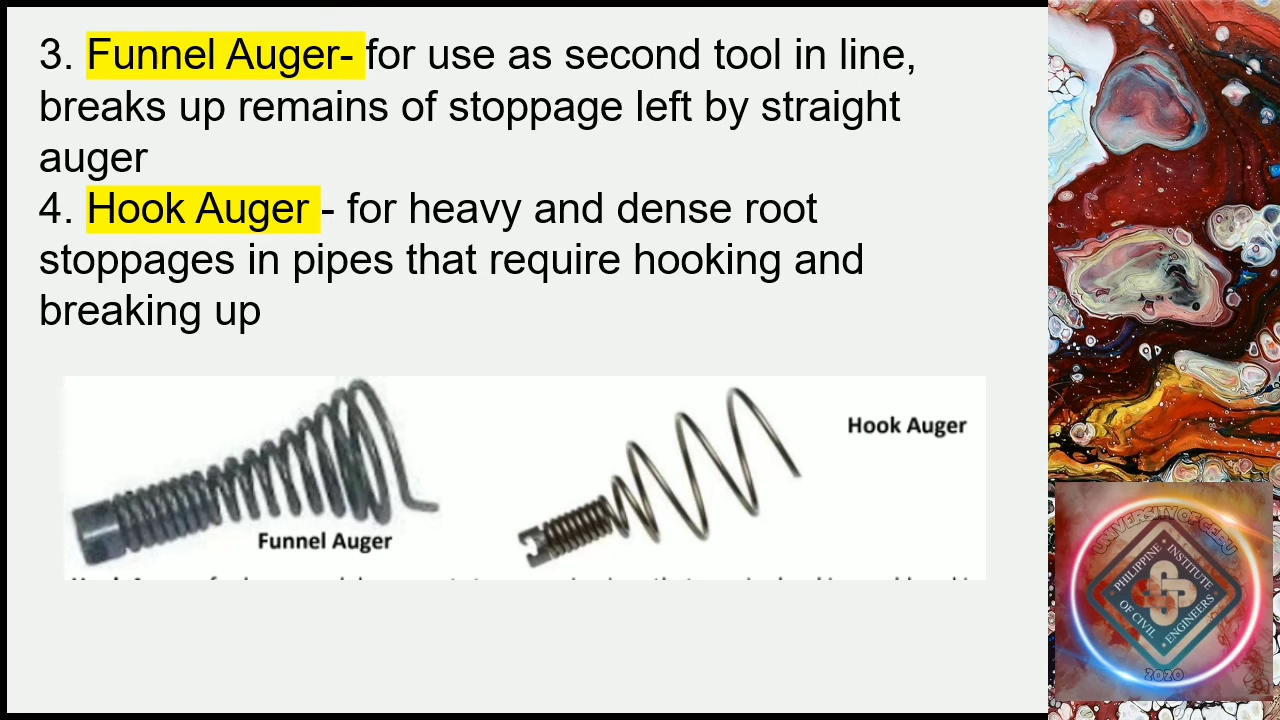 3. Funnel Auger- for use as second tool in line,
breaks up remains of stoppage left by straight
auger
4. Hook Auger - for heavy and dense root
stoppages in pipes that require hooking and
breaking up
Hook Auger
Funnel Auger
UNIVERSITY OF CEBU
PHILIPPINE INSTITUTE
OF CIVIL ENGINEERS
2020